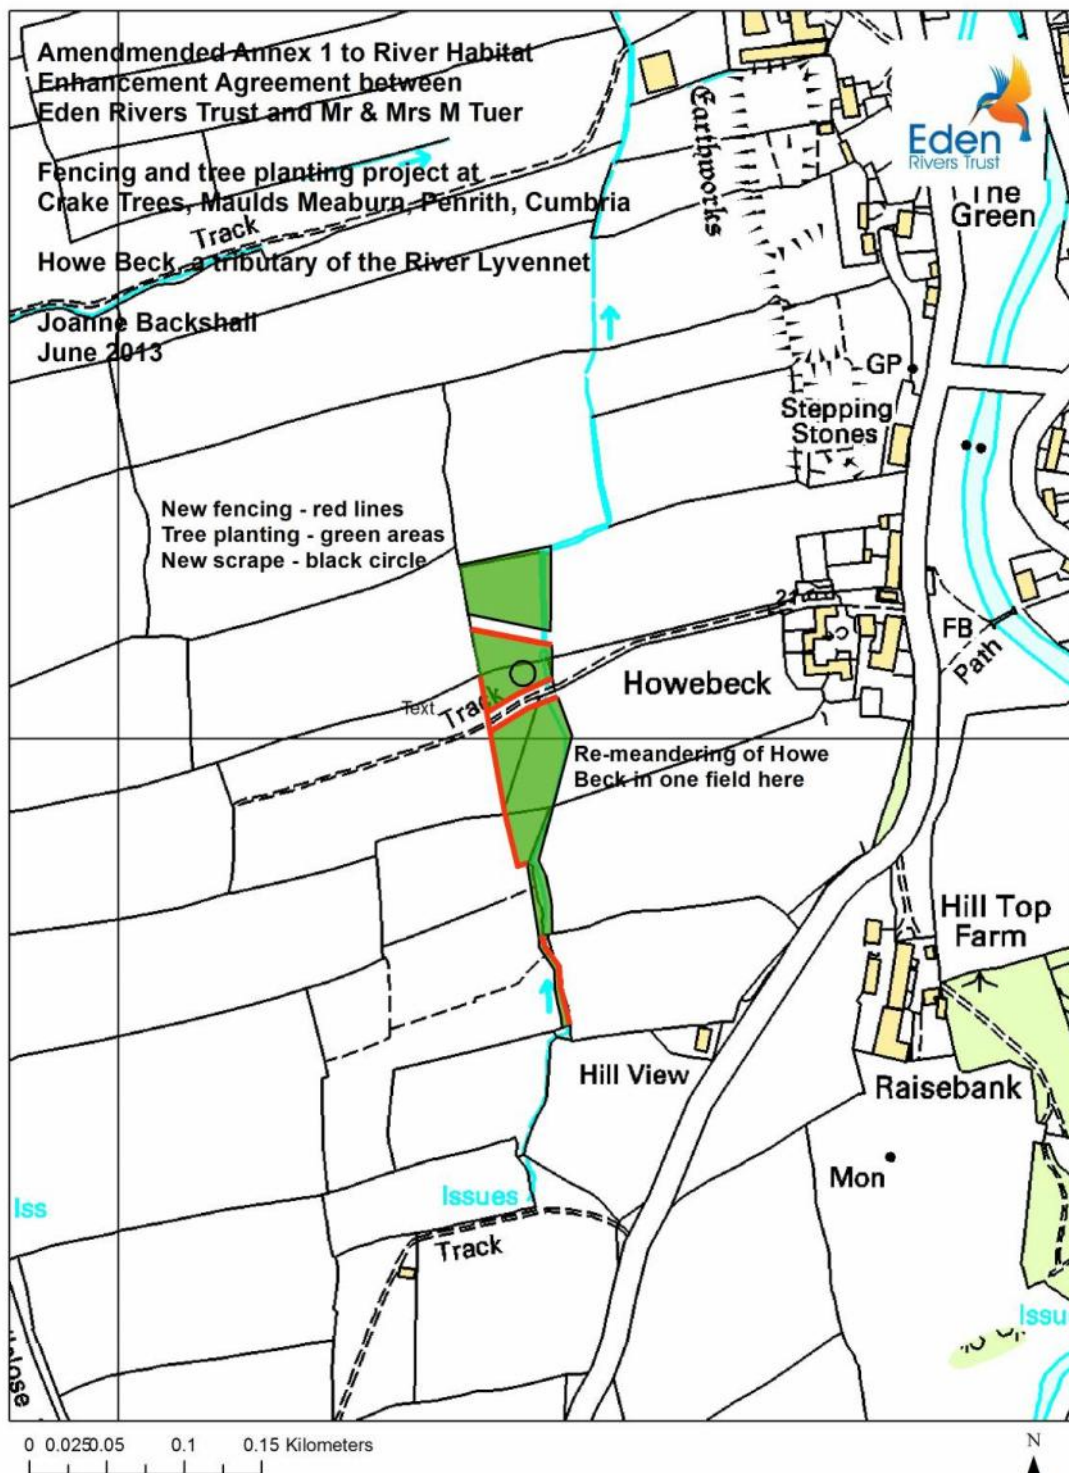 Amendmended Annex 1 to River Habitat
Enhancement Agreement between
Eden Rivers Trust and Mr & Mrs M Tuer
Fencing and tree planting project at
Crake Trees, Maulds Meaburn, Penrith, Cumbria
Howe Beck, a tributary of the River Lyvennet
Joanne Backshall
June 2013
Eden
Rivers Trust
Earthworks
The
Green
Track
GP
Stepping
Stones
New fencing - red lines
Tree planting - green areas
New scrape - black circle
FB
Path
Howebeck
Text
Track
Re-meandering of Howe
Beck in one field here
Hill Top
Farm
Hill View
Raisebank
Mon
Iss
Issues
Track
Issu
0 0.025 0.05 0.1 0.15 Kilometers
N